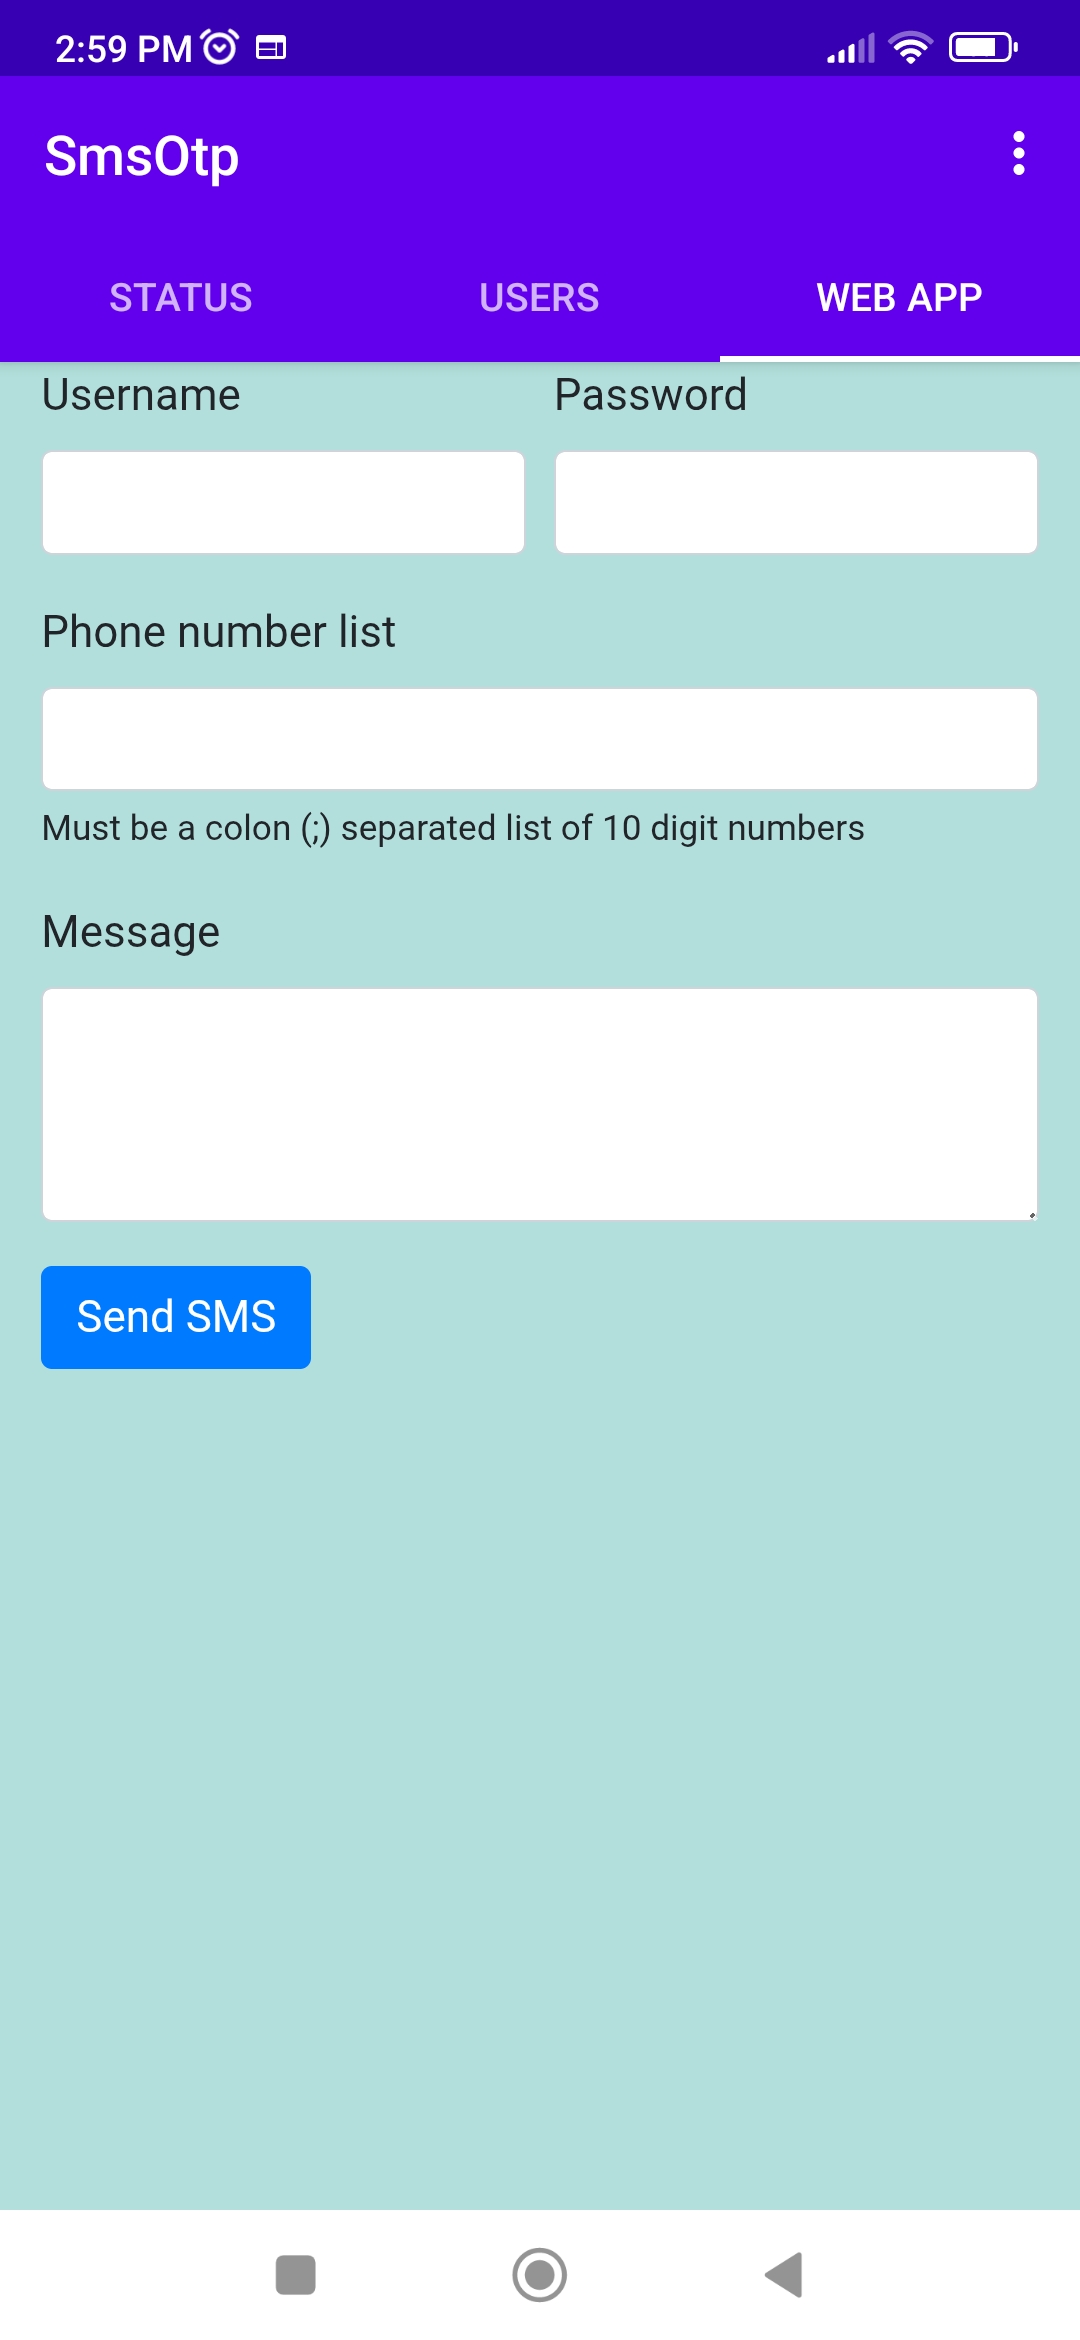 2:59 PM
SmsOtp
STATUS USERS WEB APP
Username Password
Phone number list
Must be a colon (;) separated list of 10 digit numbers
Message
Send SMS